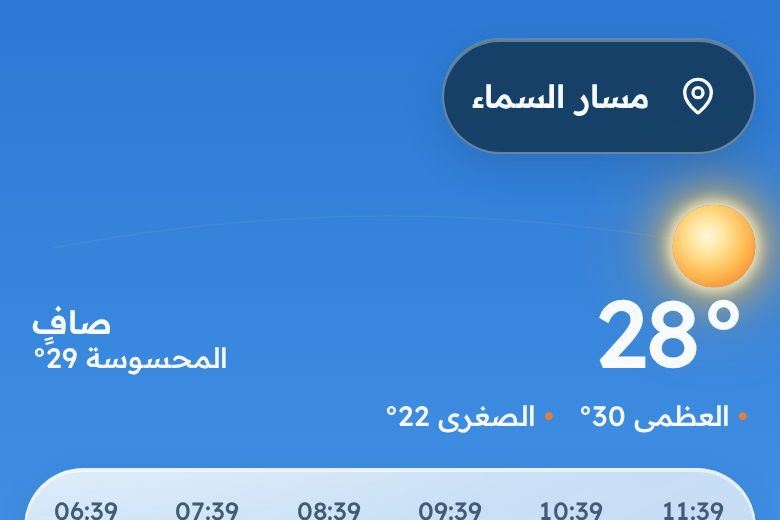 مسار السماء
28°
صافٍ
المحسوسة 29°
العظمى 30° • الصغرى 22° •
11:39 10:39 09:39 08:39 07:39 06:39